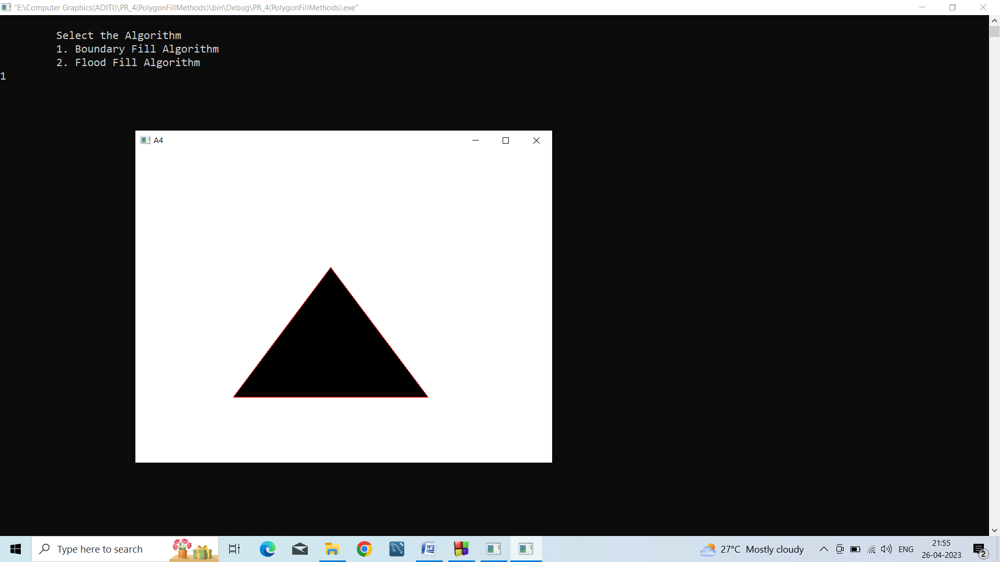 "E:\Computer Graphics(ADITI)\PR_4(PolygonFillMethods)\bin\Debug\PR_4(PolygonFillMethods).exe"
Select the Algorithm
1. Boundary Fill Algorithm
2. Flood Fill Algorithm
1
A4
Type here to search
27°C Mostly cloudy
ENG
21:55
26-04-2023
2